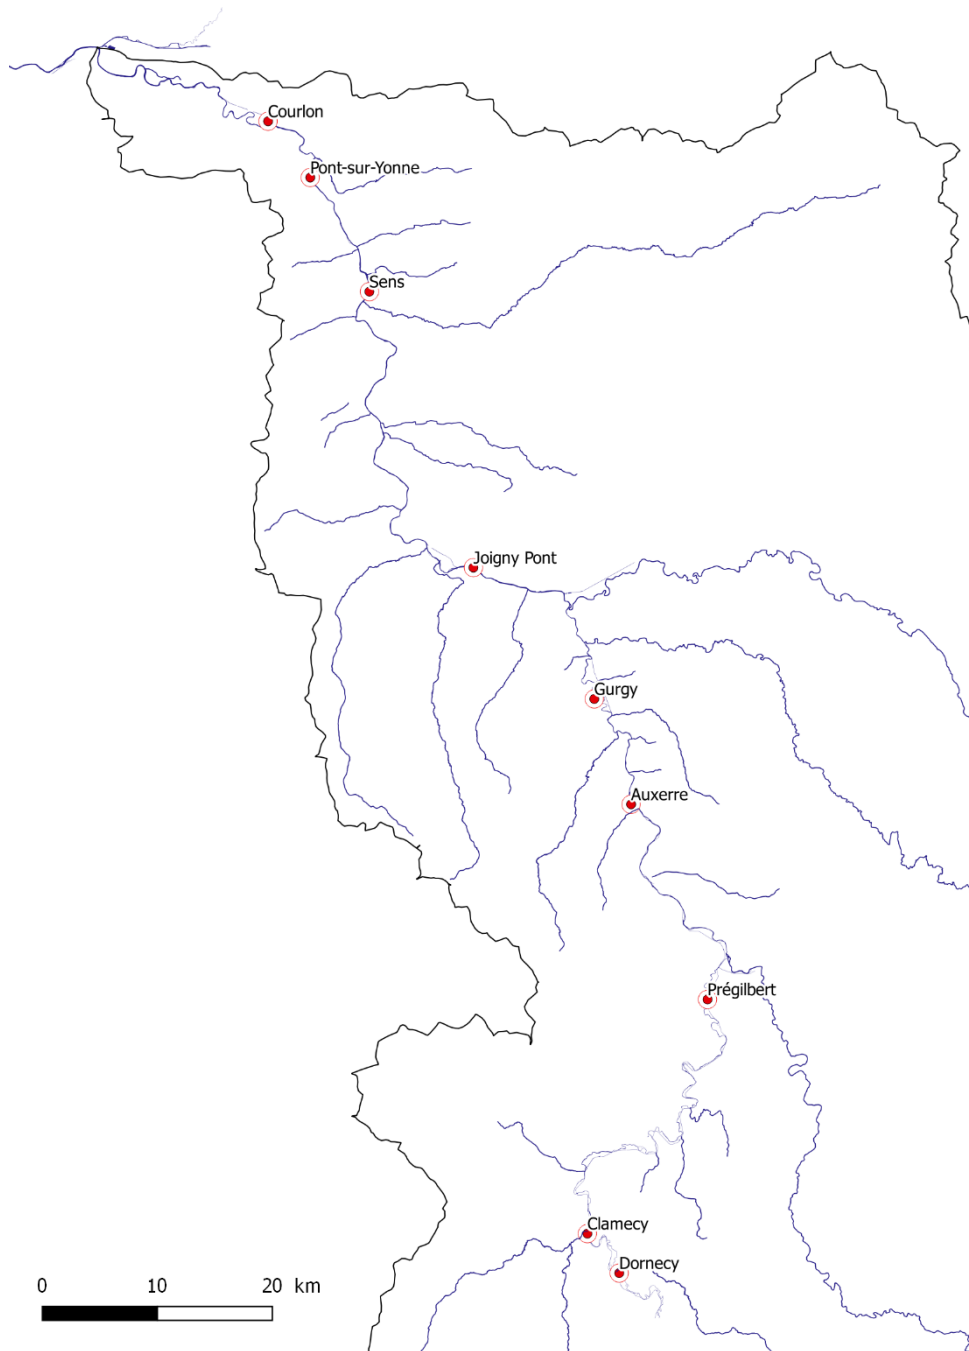 Courlon
Pont-sur-Yonne
Sens
Joigny Pont
Gurgy
Auxerre
Prégilbert
Clamecy
Dornecy
0 10 20 km